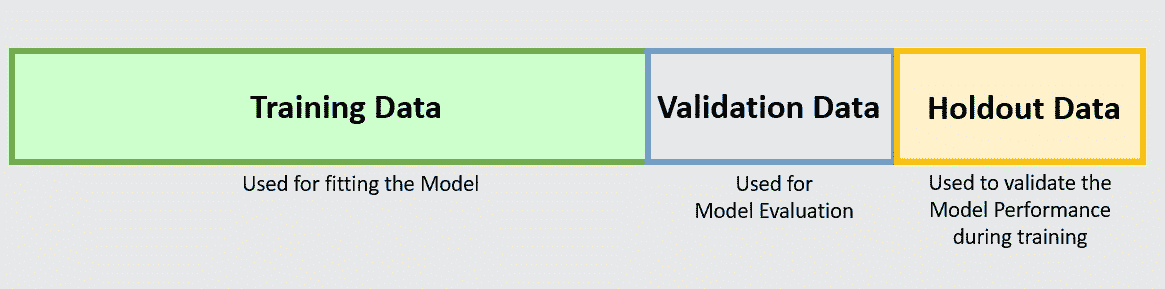 Training Data
Validation Data
Holdout Data
Used for fitting the Model
Used for
Model Evaluation
Used to validate the
Model Performance
during training